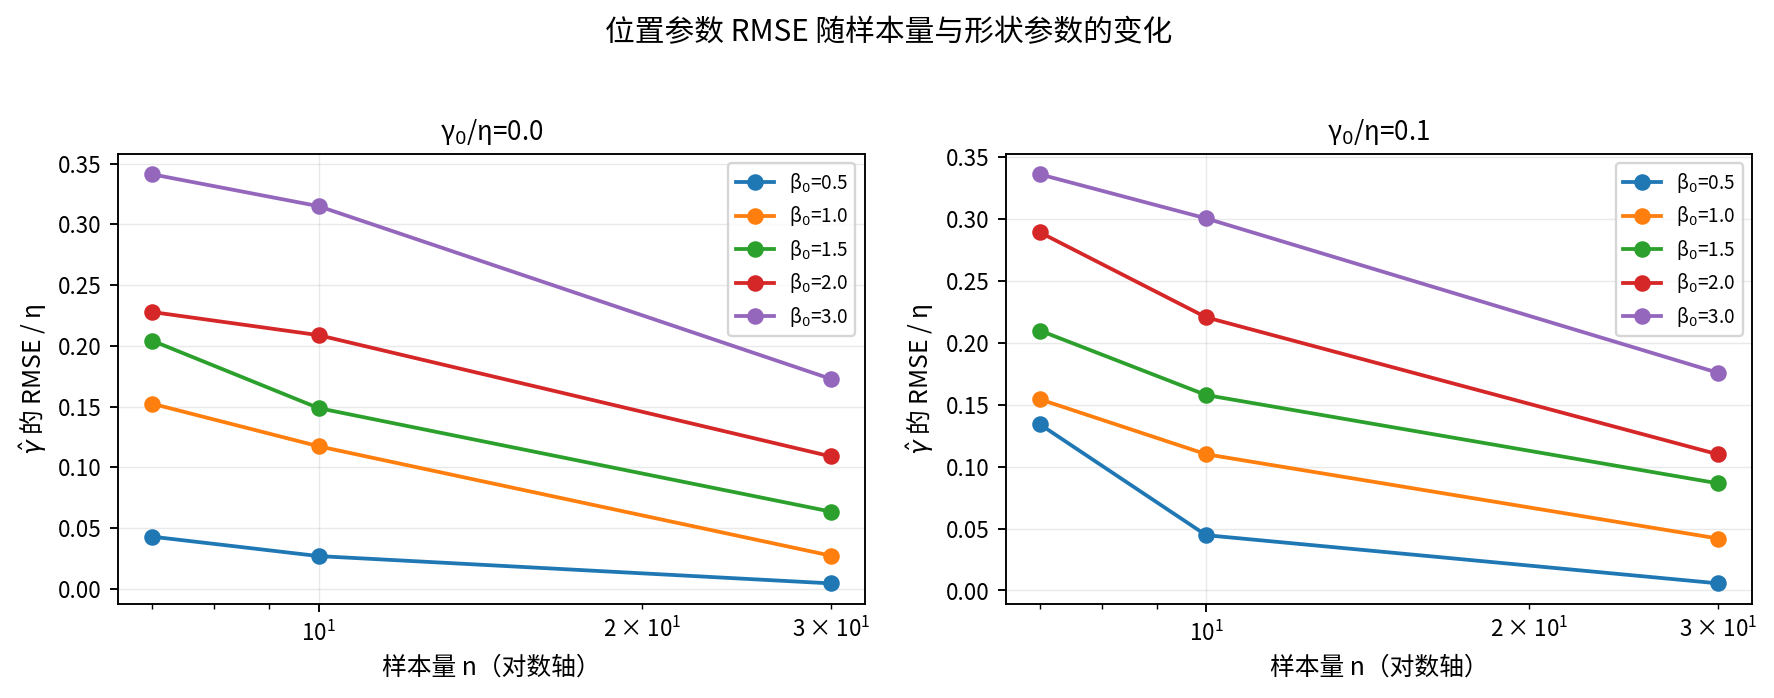 位置参数 RMSE 随样本量与形状参数的变化
γ₀/η=0.0
0.35
0.30
0.25
0.20
0.15
0.10
0.05
0.00
γ̂ 的 RMSE / η
10¹
2 × 10¹
3 × 10¹
样本量 n（对数轴）
β₀=0.5
β₀=1.0
β₀=1.5
β₀=2.0
β₀=3.0
γ₀/η=0.1
0.35
0.30
0.25
0.20
0.15
0.10
0.05
0.00
γ̂ 的 RMSE / η
10¹
2 × 10¹
3 × 10¹
样本量 n（对数轴）
β₀=0.5
β₀=1.0
β₀=1.5
β₀=2.0
β₀=3.0